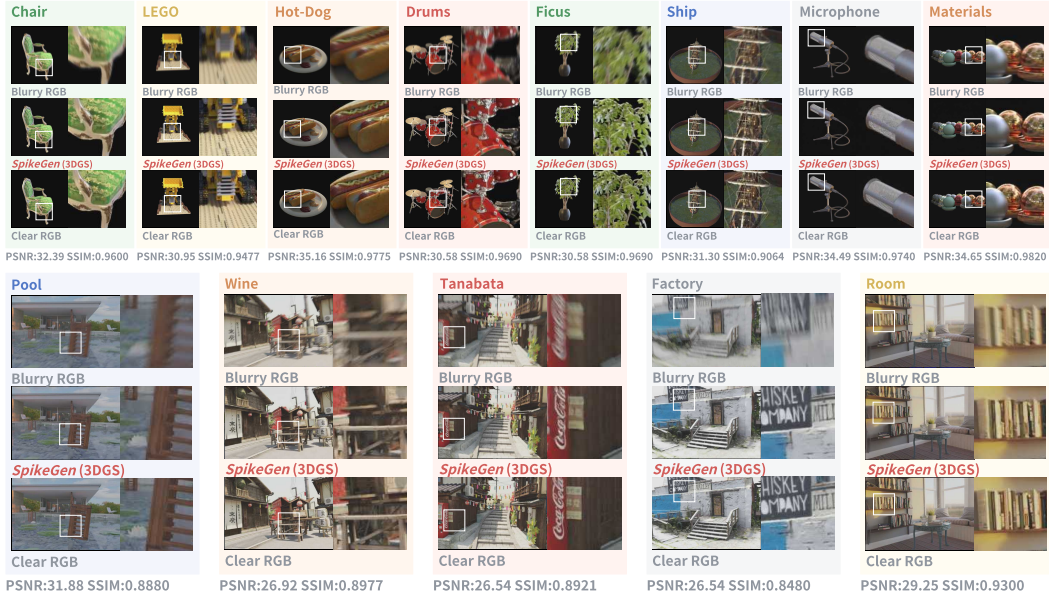 Chair LEGO Hot-Dog Drums Ficus Ship Microphone Materials
Blurry RGB Blurry RGB Blurry RGB Blurry RGB Blurry RGB Blurry RGB Blurry RGB Blurry RGB
SpikeGen (3DGS) SpikeGen (3DGS) SpikeGen (3DGS) SpikeGen (3DGS) SpikeGen (3DGS) SpikeGen (3DGS) SpikeGen (3DGS) SpikeGen (3DGS)
Clear RGB Clear RGB Clear RGB Clear RGB Clear RGB Clear RGB Clear RGB Clear RGB
PSNR:32.39 SSIM:0.9600 PSNR:30.95 SSIM:0.9477 PSNR:35.16 SSIM:0.9775 PSNR:30.58 SSIM:0.9690 PSNR:30.58 SSIM:0.9690 PSNR:31.30 SSIM:0.9064 PSNR:34.49 SSIM:0.9740 PSNR:34.65 SSIM:0.9820
Pool Wine Tanabata Factory Room
Blurry RGB Blurry RGB Blurry RGB Blurry RGB Blurry RGB
Coca-Cola
HISKEY
OMPANY
SpikeGen (3DGS) SpikeGen (3DGS) SpikeGen (3DGS) SpikeGen (3DGS) SpikeGen (3DGS)
Coca-Cola
HISKEY
OMPANY
Clear RGB Clear RGB Clear RGB Clear RGB Clear RGB
PSNR:31.88 SSIM:0.8880 PSNR:26.92 SSIM:0.8977 PSNR:26.54 SSIM:0.8921 PSNR:26.54 SSIM:0.8480 PSNR:29.25 SSIM:0.9300